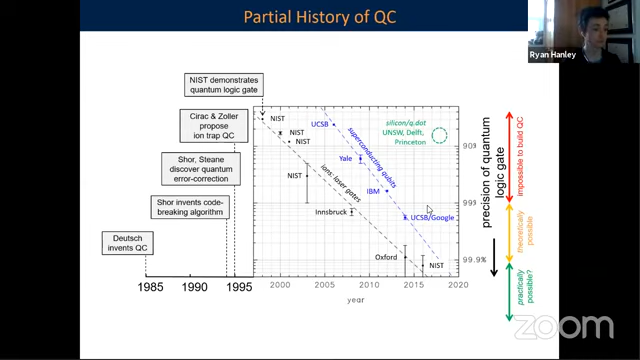 Partial History of QC
Ryan Hanley
NIST demonstrates
quantum logic gate
Cirac & Zoller
propose
ion trap QC
Shor, Steane
discover quantum
error-correction
Shor invents code-
breaking algorithm
Deutsch
invents QC
NIST
NIST
NIST
NIST
Innsbruck
Oxford
NIST
ions: laser gates
UCSB
Yale
IBM
UCSB/Google
superconducting qubits
silicon/q.dot
UNSW, Delft,
Princeton
99.9%
precision of quantum
logic gate
impossible to build QC
theoretically
possible
practically
possible?
1985
1990
1995
2000
2005
2010
2015
2020
year
zoom